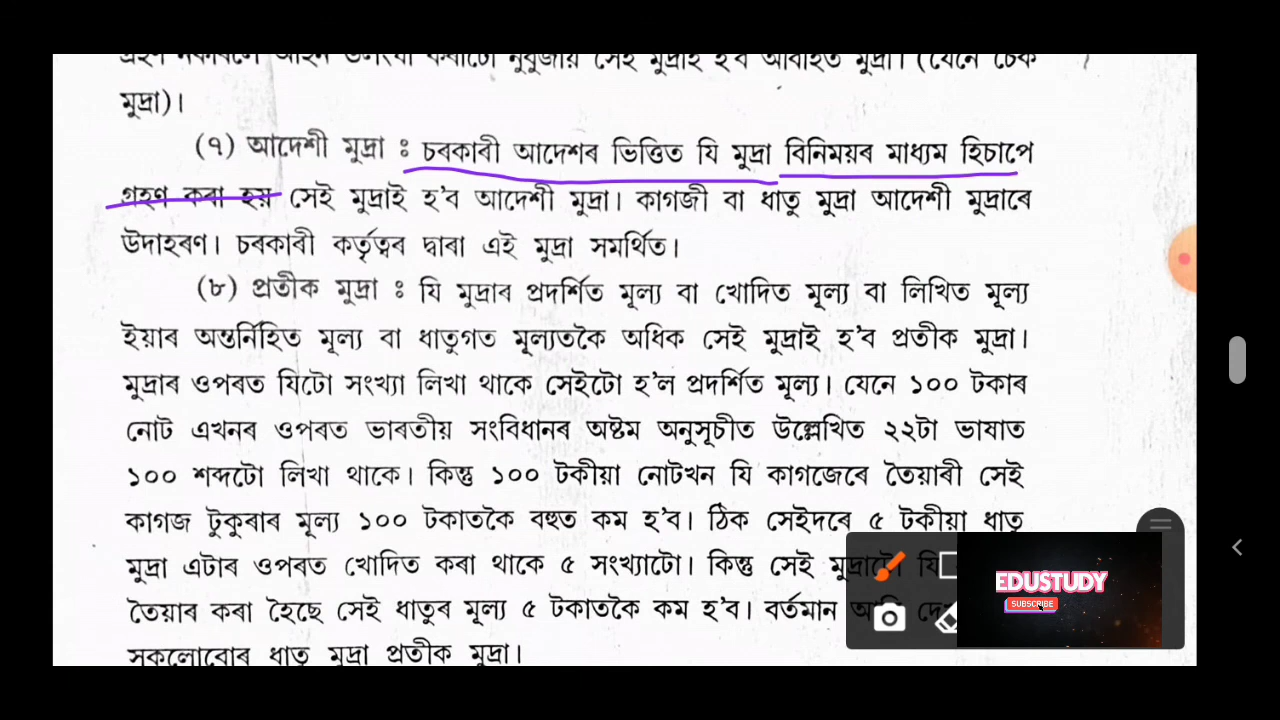 মুদ্ৰা)।
(৭) আদেশী মুদ্ৰা ঃ চৰকাৰী আদেশৰ ভিত্তিত যি মুদ্ৰা বিনিময়ৰ মাধ্যম হিচাপে
গ্ৰহণ কৰা হয় সেই মুদ্ৰাই হ'ব আদেশী মুদ্ৰা। কাগজী বা ধাতু মুদ্ৰা আদেশী মুদ্ৰাৰে
উদাহৰণ। চৰকাৰী কৰ্তৃত্বৰ দ্বাৰা এই মুদ্ৰা সমৰ্থিত।
(৮) প্ৰতীক মুদ্ৰা ঃ যি মুদ্ৰাৰ প্ৰদৰ্শিত মূল্য বা খোদিত মূল্য বা লিখিত মূল্য
ইয়াৰ অন্তৰ্নিহিত মূল্য বা ধাতুগত মূল্যতকৈ অধিক সেই মুদ্ৰাই হ'ব প্ৰতীক মুদ্ৰা।
মুদ্ৰাৰ ওপৰত যিটো সংখ্যা লিখা থাকে সেইটো হ'ল প্ৰদৰ্শিত মূল্য। যেনে ১০০ টকাৰ
নোট এখনৰ ওপৰত ভাৰতীয় সংবিধানৰ অষ্টম অনুসূচীত উল্লেখিত ২২টা ভাষাত
১০০ শব্দটো লিখা থাকে। কিন্তু ১০০ টকীয়া নোটখন যি কাগজেৰে তৈয়াৰী সেই
কাগজ টুকুৰাৰ মূল্য ১০০ টকাতকৈ বহুত কম হ'ব। ঠিক সেইদৰে ৫ টকীয়া ধাতু
মুদ্ৰা এটাৰ ওপৰত খোদিত কৰা থাকে ৫ সংখ্যাটো। কিন্তু সেই মুদ্ৰাটো যি
তৈয়াৰ কৰা হৈছে সেই ধাতুৰ মূল্য ৫ টকাতকৈ কম হ'ব। বৰ্তমান
সকলোবোৰ ধাতু মুদ্ৰা প্ৰতীক মুদ্ৰা।
EDUSTUDY
SUBSCRIBE